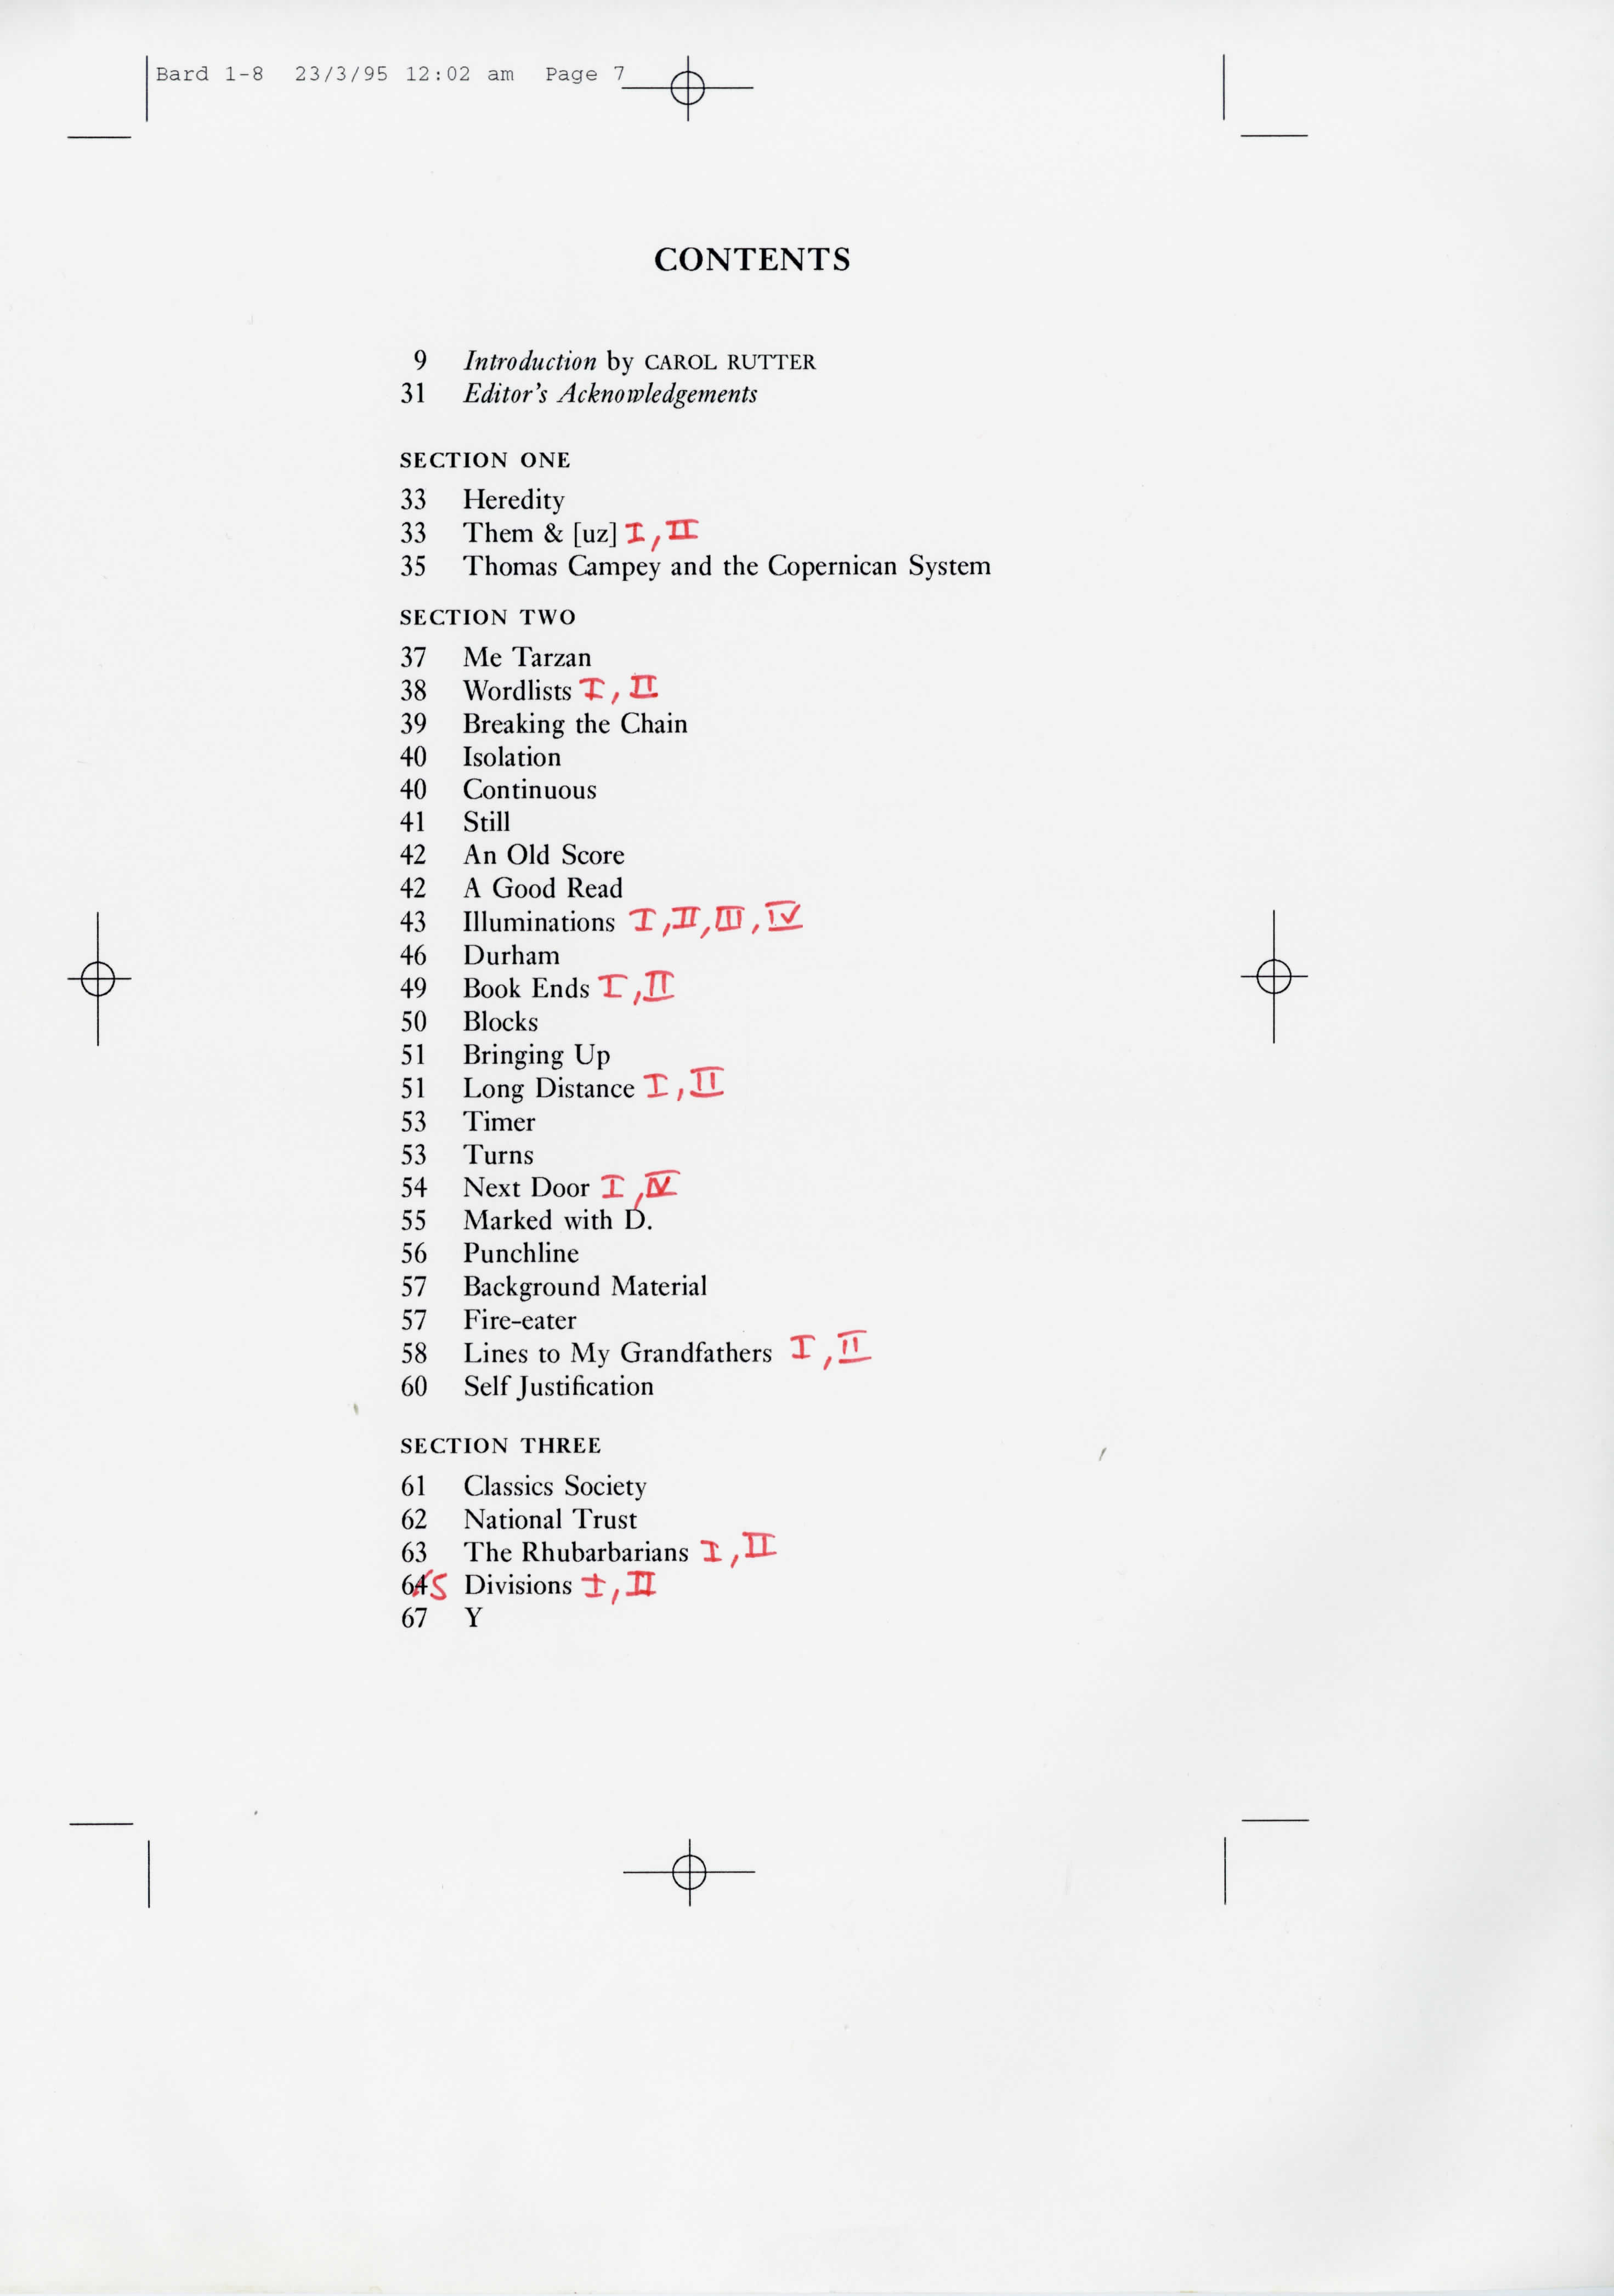 Bard 1-8 23/3/95 12:02 am Page 7
CONTENTS
9 Introduction by CAROL RUTTER
31 Editor's Acknowledgements
SECTION ONE
33 Heredity
33 Them & [uz] I, II
35 Thomas Campey and the Copernican System
SECTION TWO
37 Me Tarzan
38 Wordlists I, II
39 Breaking the Chain
40 Isolation
40 Continuous
41 Still
42 An Old Score
42 A Good Read
43 Illuminations I, II, III, IV
46 Durham
49 Book Ends I, II
50 Blocks
51 Bringing Up
51 Long Distance I, II
53 Timer
53 Turns
54 Next Door I, IV
55 Marked with D.
56 Punchline
57 Background Material
57 Fire-eater
58 Lines to My Grandfathers I, II
60 Self Justification
SECTION THREE
61 Classics Society
62 National Trust
63 The Rhubarbarians I, II
64 5 Divisions I, II
67 Y